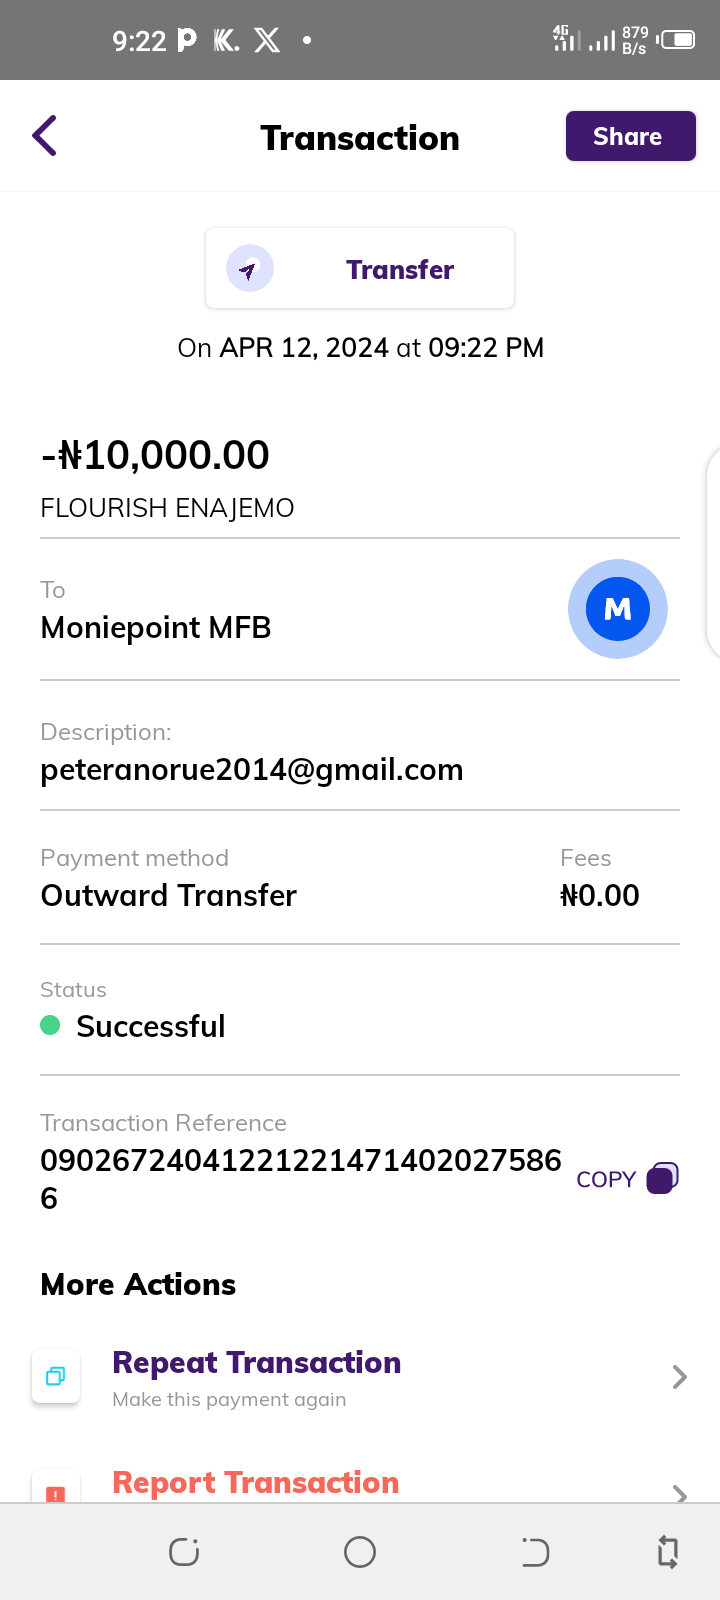 9:22
4G
879 B/s
Transaction
Share
Transfer
On APR 12, 2024 at 09:22 PM
-₦10,000.00
FLOURISH ENAJEMO
To
Moniepoint MFB
M
Description:
peteranorue2014@gmail.com
Payment method
Fees
Outward Transfer
₦0.00
Status
Successful
Transaction Reference
090267240412212214714020275866
COPY
More Actions
Repeat Transaction
Make this payment again
Report Transaction